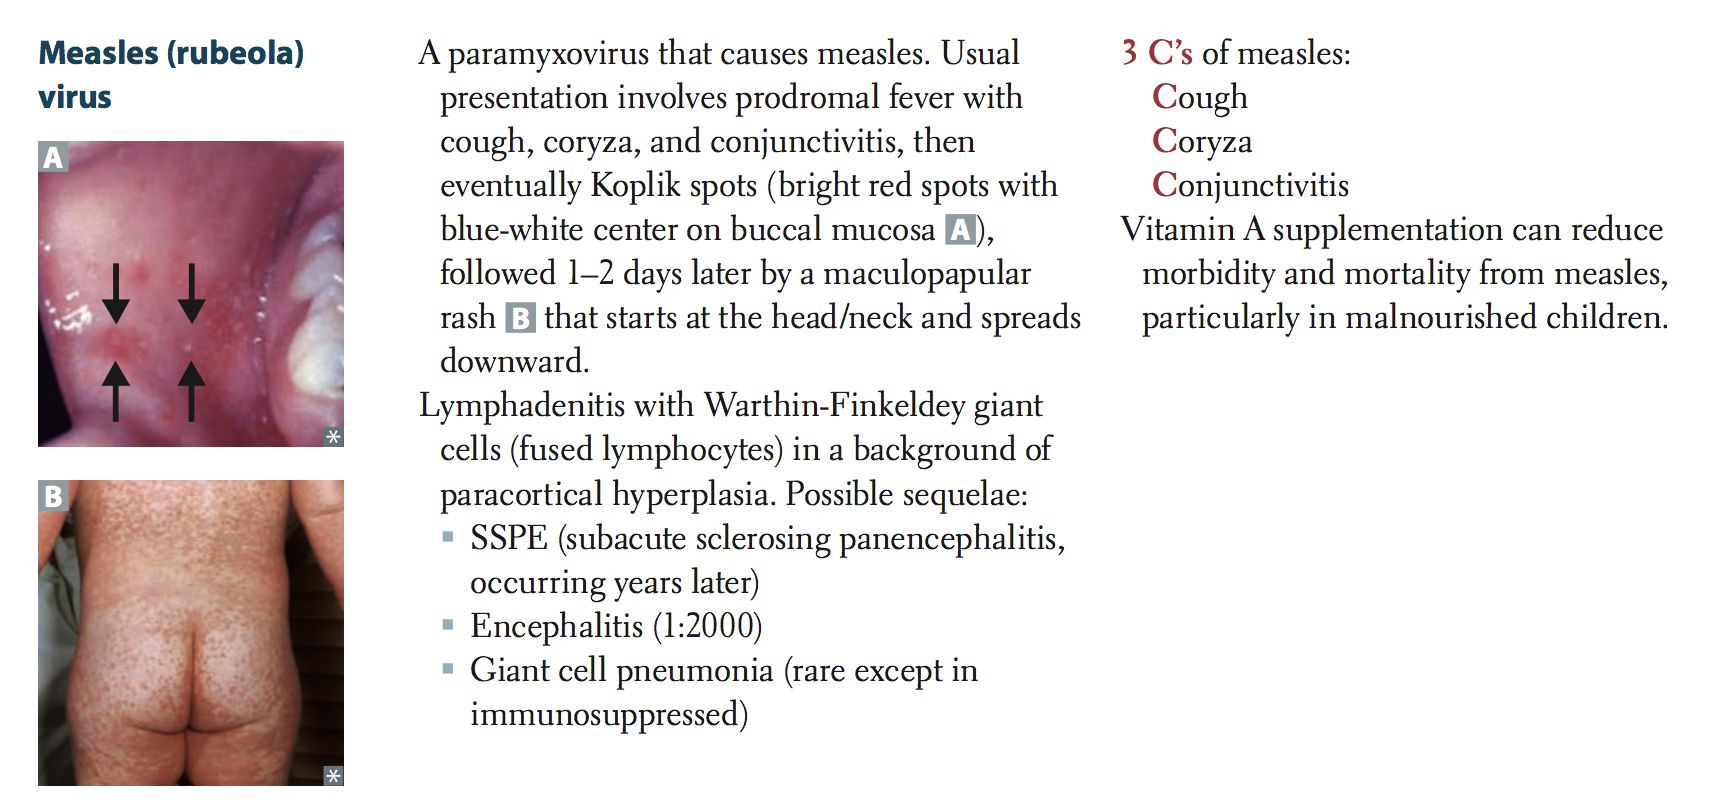 Measles (rubeola)
virus
A
B
A paramyxovirus that causes measles. Usual
presentation involves prodromal fever with
cough, coryza, and conjunctivitis, then
eventually Koplik spots (bright red spots with
blue-white center on buccal mucosa A),
followed 1–2 days later by a maculopapular
rash B that starts at the head/neck and spreads
downward.
Lymphadenitis with Warthin-Finkeldey giant
cells (fused lymphocytes) in a background of
paracortical hyperplasia. Possible sequelae:
▪ SSPE (subacute sclerosing panencephalitis,
occurring years later)
▪ Encephalitis (1:2000)
▪ Giant cell pneumonia (rare except in
immunosuppressed)
3 C’s of measles:
Cough
Coryza
Conjunctivitis
Vitamin A supplementation can reduce
morbidity and mortality from measles,
particularly in malnourished children.